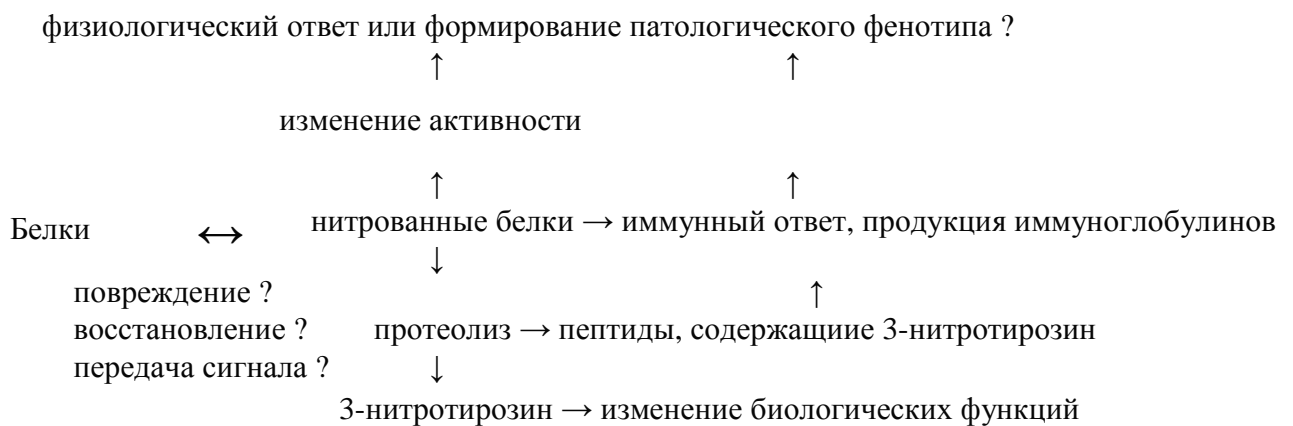 физиологический ответ или формирование патологического фенотипа ?
↑ ↑
изменение активности
↑ ↑
Белки ↔ нитрованные белки → иммунный ответ, продукция иммуноглобулинов
↓
повреждение ? ↑
восстановление ? протеолиз → пептиды, содержащиие 3-нитротирозин
передача сигнала ? ↓
3-нитротирозин → изменение биологических функций